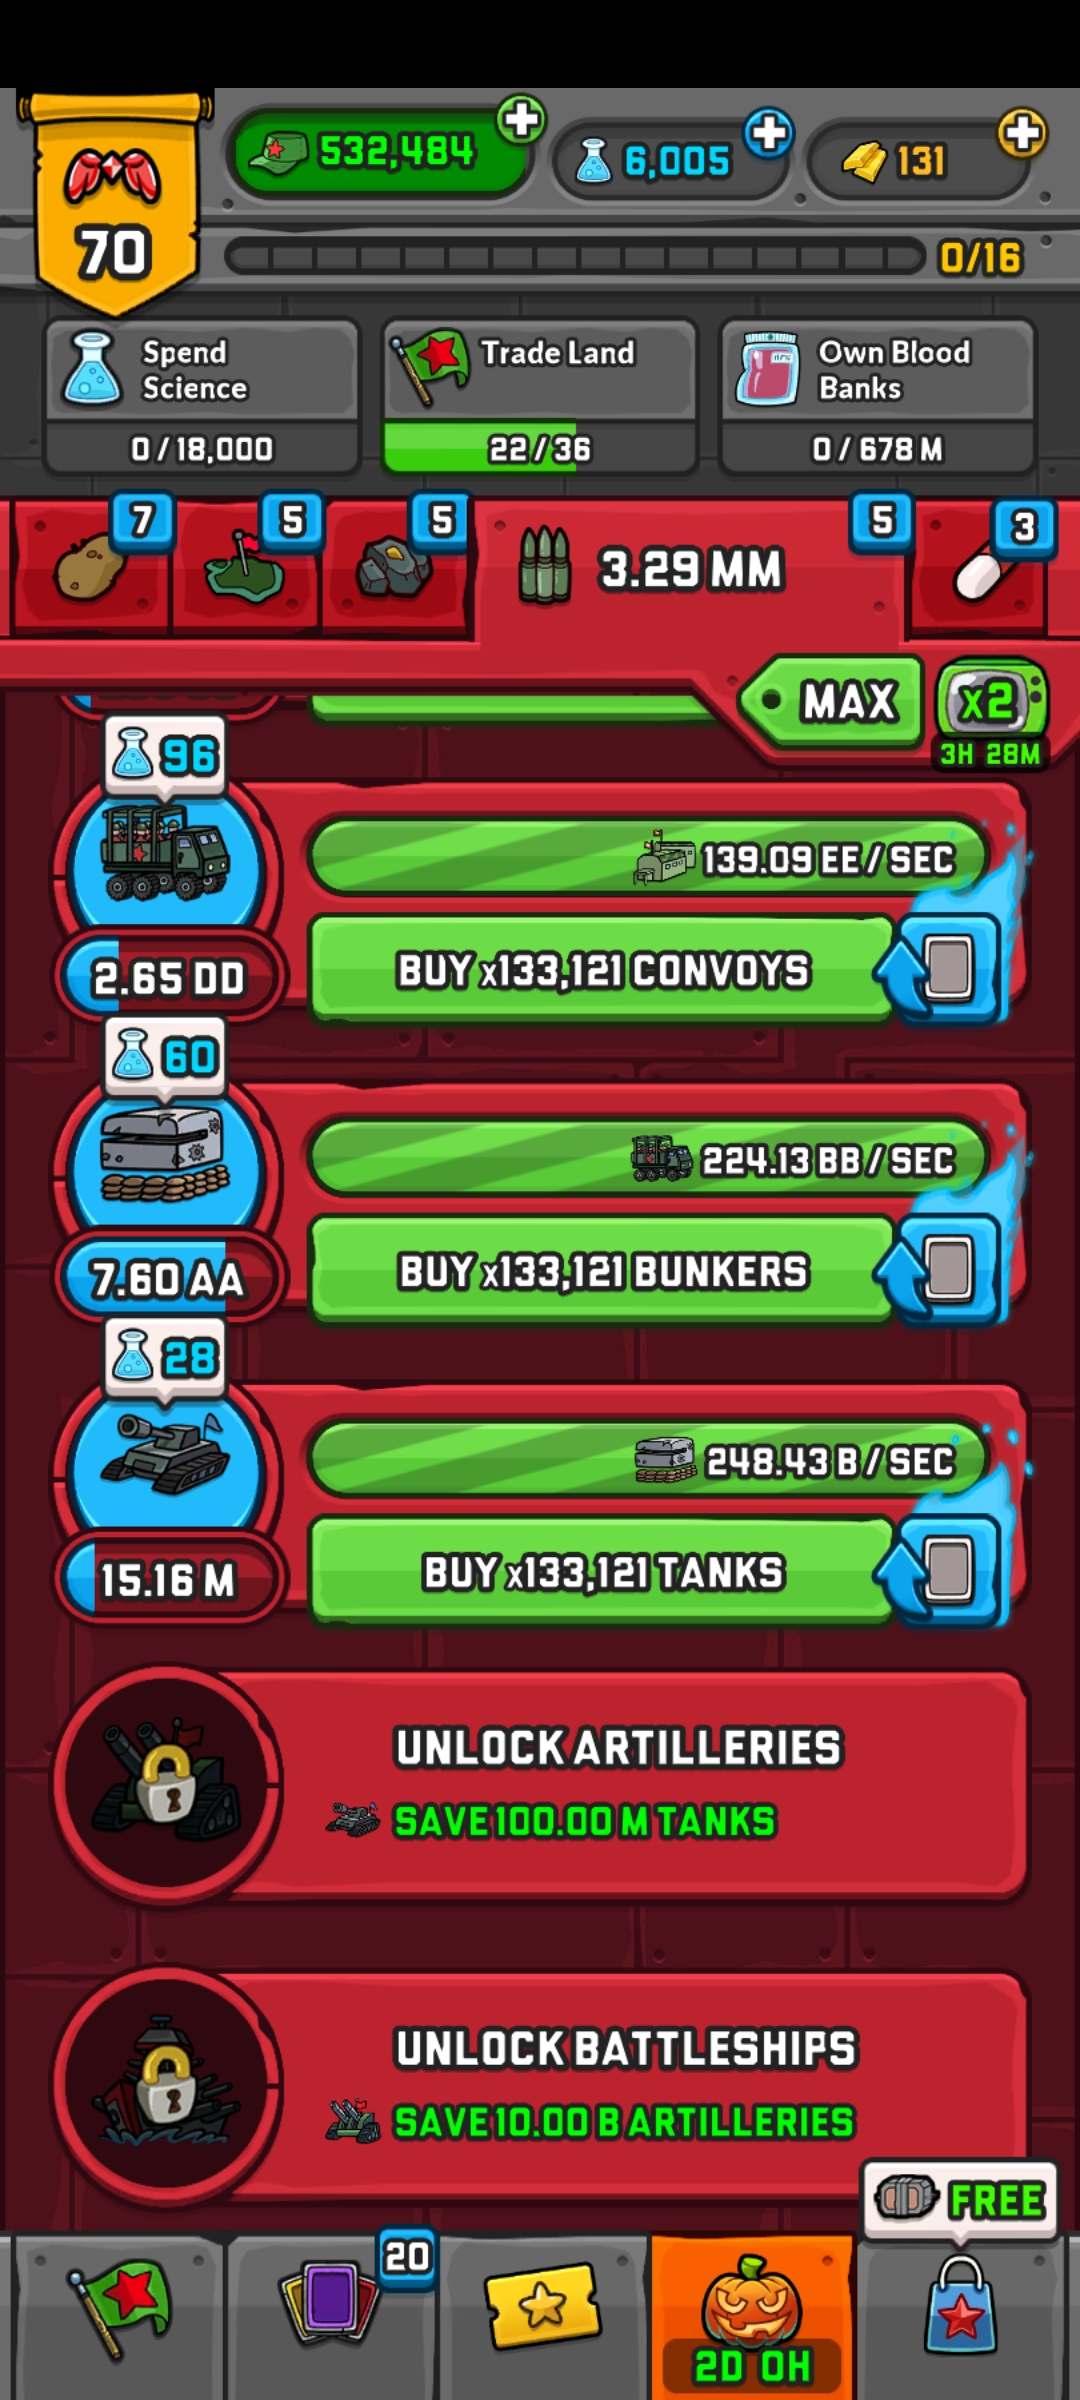 532,484
6,005
131
70
0/16
Spend
Science
0/18,000
Trade Land
22/36
Own Blood
Banks
0/678 M
7
5
5
3.29 MM
5
3
MAX
x2
3H 28M
96
139.09 EE/SEC
BUY x133,121 CONVOYS
2.65 DD
60
224.13 BB/SEC
BUY x133,121 BUNKERS
7.60 AA
28
248.43 B/SEC
BUY x133,121 TANKS
15.16 M
UNLOCK ARTILLERIES
SAVE 100.00 M TANKS
UNLOCK BATTLESHIPS
SAVE 10.00 B ARTILLERIES
FREE
20
2D 0H